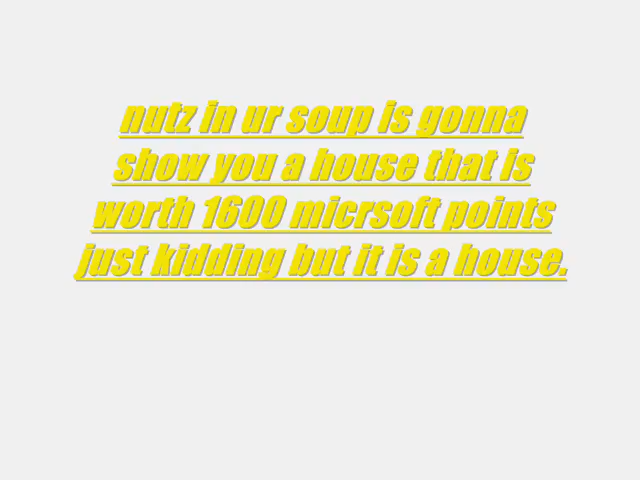 nutz in ur soup is gonna
show you a house that is
worth 1600 micrsoft points
just kidding but it is a house.